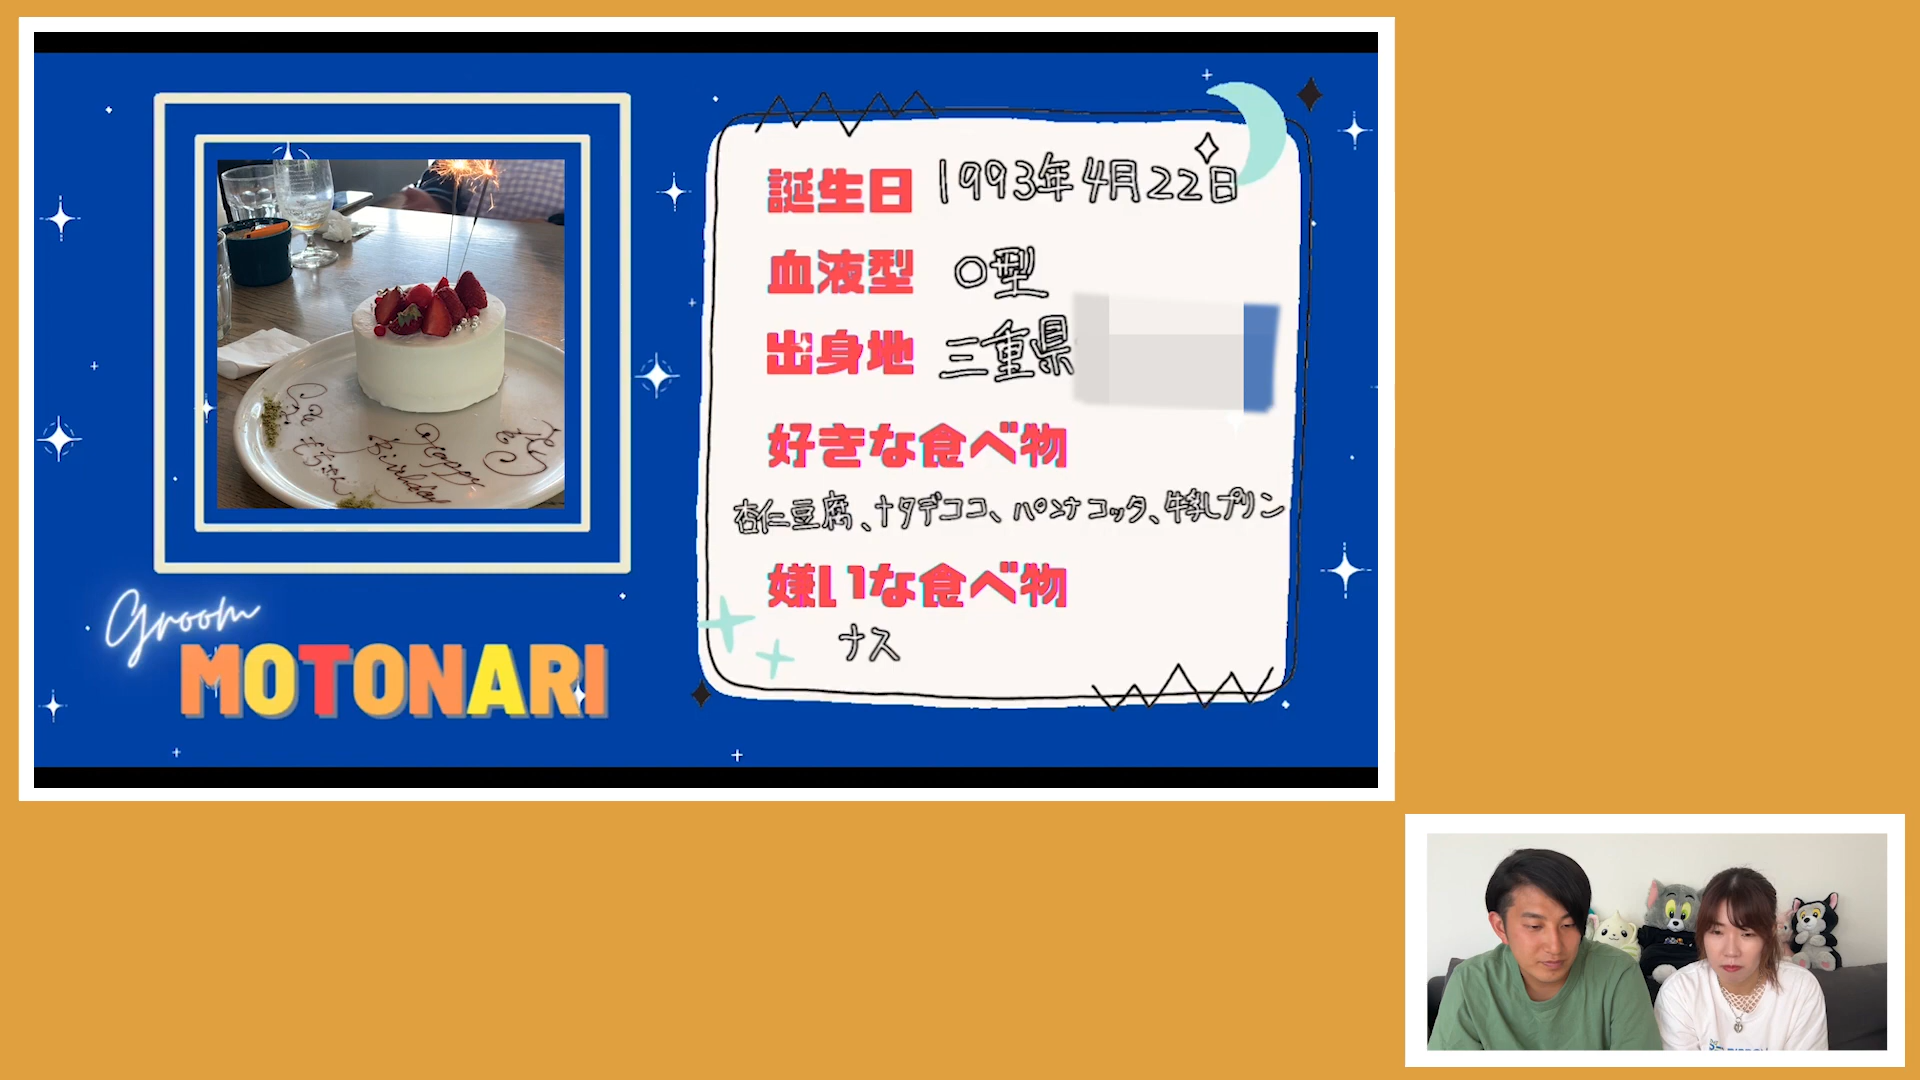 誕生日 1993年4月22日
血液型 O型
出身地 三重県
好きな食べ物
杏仁豆腐、ナタデココ、パンナコッタ、牛乳プリン
嫌いな食べ物
ナス
Happy
Birthday
Groom
MOTONARI